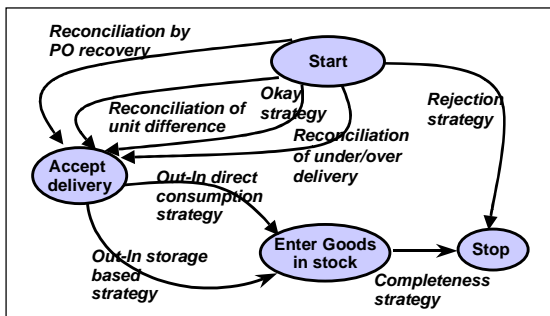 Reconciliation by
PO recovery
Start
Okay
strategy
Rejection
strategy
Reconciliation of
unit difference
Reconciliation
of under/over
delivery
Accept
delivery
Out-In direct
consumption
strategy
Enter Goods
in stock
Stop
Out-In storage
based
strategy
Completeness
strategy